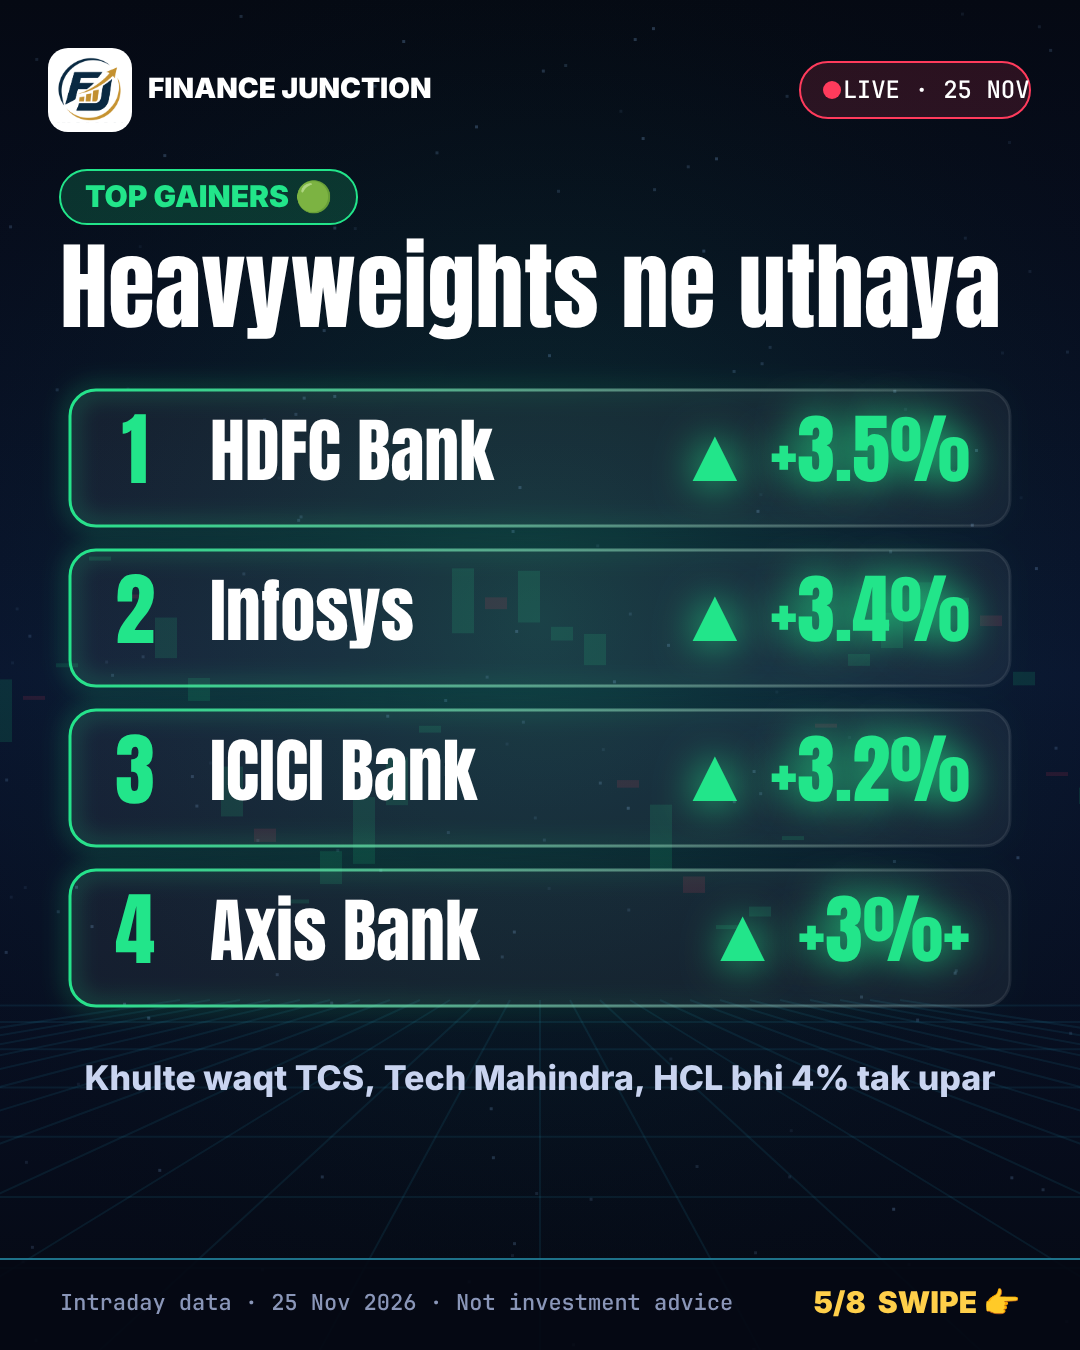 FJ
FINANCE JUNCTION
LIVE · 25 NOV
TOP GAINERS 🟢
Heavyweights ne uthaya
1 HDFC Bank ▲ +3.5%
2 Infosys ▲ +3.4%
3 ICICI Bank ▲ +3.2%
4 Axis Bank ▲ +3%+
Khulte waqt TCS, Tech Mahindra, HCL bhi 4% tak upar
Intraday data · 25 Nov 2026 · Not investment advice
5/8 SWIPE 👉